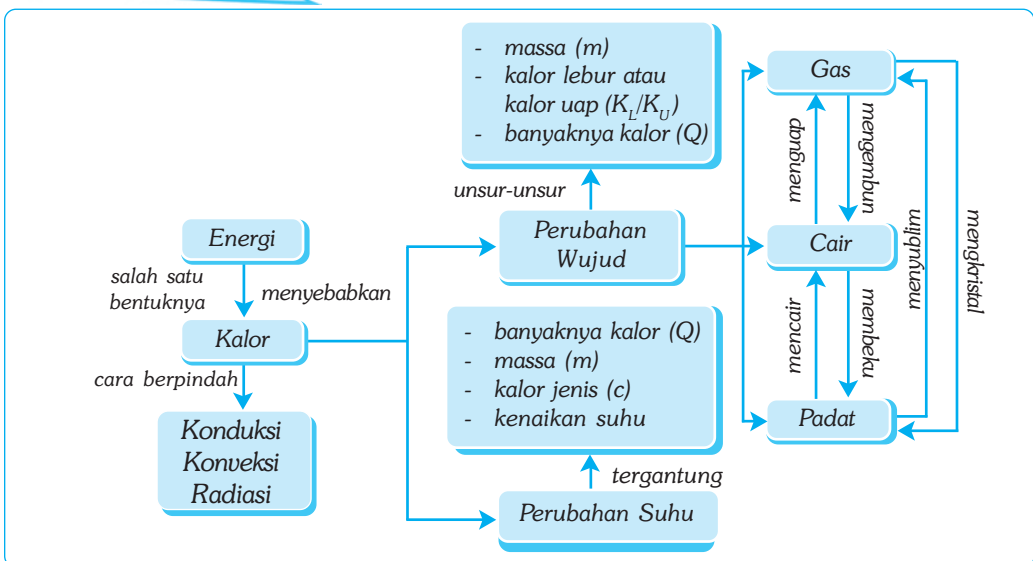 - massa (m)
- kalor lebur atau
kalor uap (K_L/K_U)
- banyaknya kalor (Q)
unsur-unsur
Perubahan
Wujud
Energi
salah satu
bentuknya
menyebabkan
Kalor
cara berpindah
Konduksi
Konveksi
Radiasi
- banyaknya kalor (Q)
- massa (m)
- kalor jenis (c)
- kenaikan suhu
tergantung
Perubahan Suhu
Gas
menguap
mengembun
Cair
mencair
membeku
Padat
menyublim
mengkristal